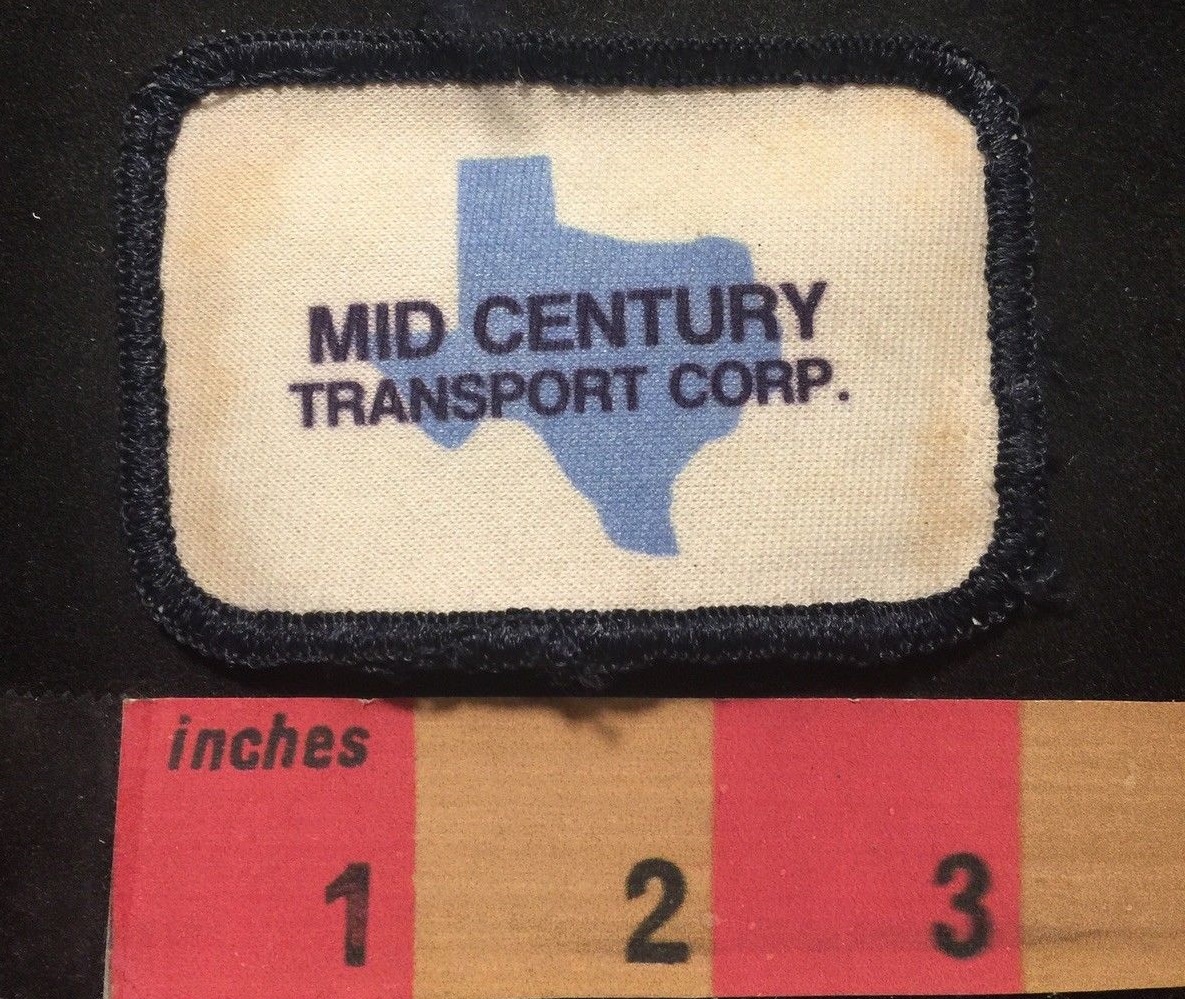 MID CENTURY
TRANSPORT CORP.
inches
1 2 3